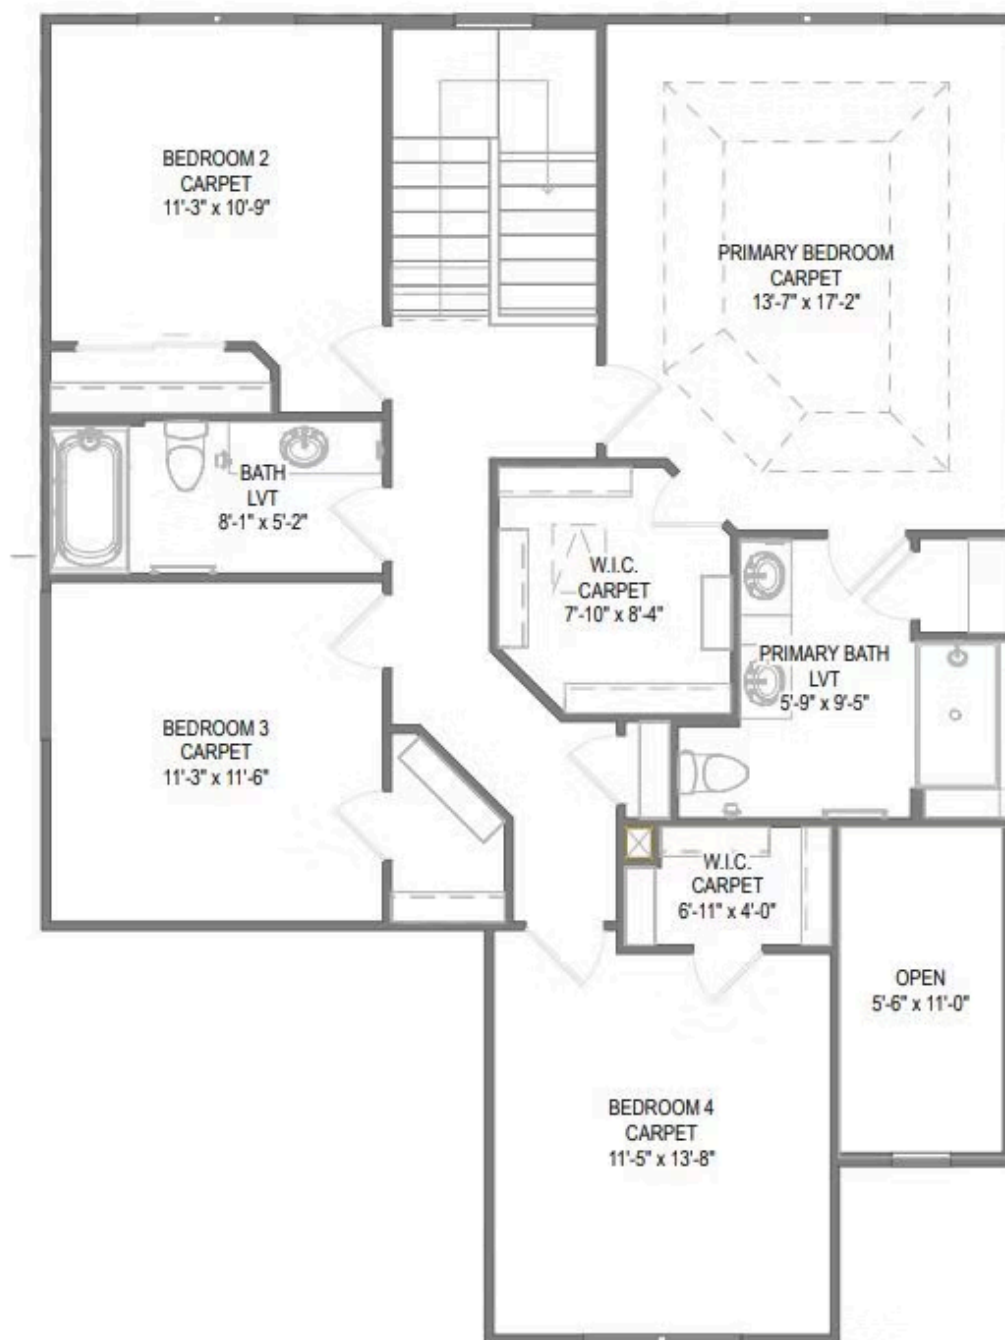 BEDROOM 2
CARPET
11'-3" x 10'-9"
PRIMARY BEDROOM
CARPET
13'-7" x 17'-2"
BATH
LVT
8'-1" x 5'-2"
W.I.C.
CARPET
7'-10" x 8'-4"
PRIMARY BATH
LVT
5'-9" x 9'-5"
BEDROOM 3
CARPET
11'-3" x 11'-6"
W.I.C.
CARPET
6'-11" x 4'-0"
OPEN
5'-6" x 11'-0"
BEDROOM 4
CARPET
11'-5" x 13'-8"